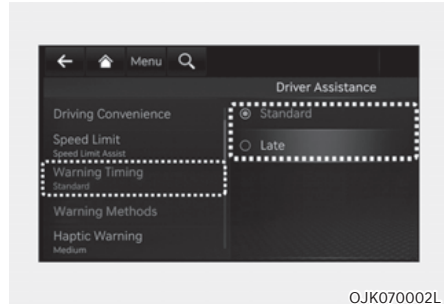 Menu
Driver Assistance
Driving Convenience
Speed Limit
Speed Limit Assist
Warning Timing
Standard
Warning Methods
Haptic Warning
Medium
Standard
Late
OJK070002L